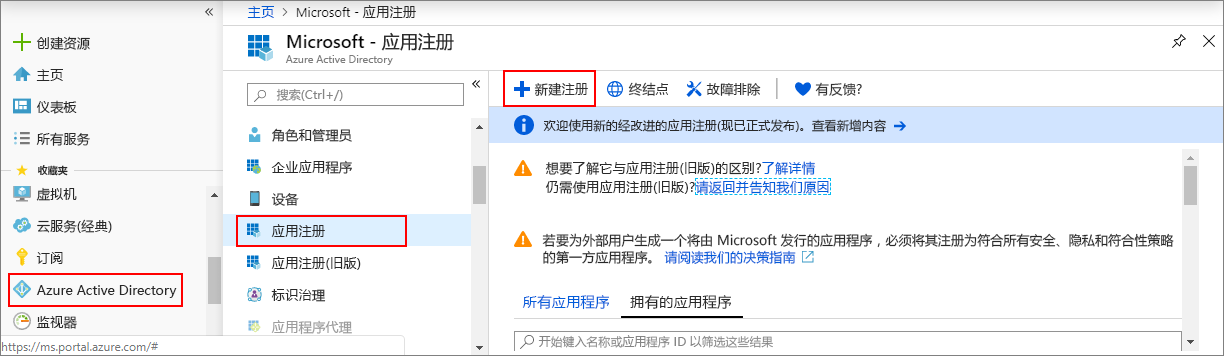 主页 > Microsoft - 应用注册
Microsoft - 应用注册
Azure Active Directory
创建资源
主页
仪表板
所有服务
收藏夹
虚拟机
云服务(经典)
订阅
Azure Active Directory
监视器
https://ms.portal.azure.com/#
搜索(Ctrl+/)
角色和管理员
企业应用程序
设备
应用注册
应用注册(旧版)
标识治理
应用程序代理
新建注册 终结点 故障排除 有反馈?
欢迎使用新的经改进的应用注册(现已正式发布)。查看新增内容 →
想要了解它与应用注册(旧版)的区别?了解详情
仍需使用应用注册(旧版)?请返回并告知我们原因
若要为外部用户生成一个将由 Microsoft 发行的应用程序，必须将其注册为符合所有安全、隐私和符合性策略
的第一方应用程序。 请阅读我们的决策指南
所有应用程序 拥有的应用程序
开始键入名称或应用程序 ID 以筛选这些结果